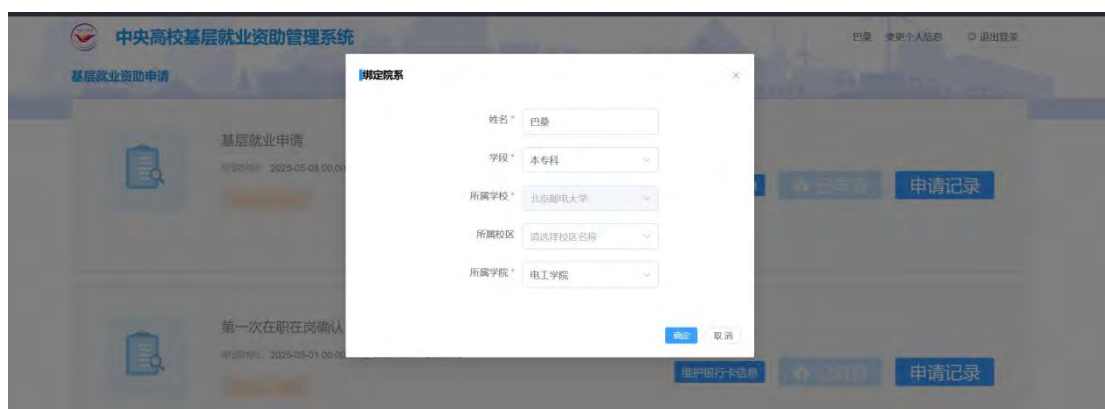 中央高校基层就业资助管理系统
巴桑 变更个人信息 退出登录
基层就业资助申请
绑定院系
姓名 * 巴桑
基层就业申请
学段 * 本专科
2025-05-08 00:00
申请记录
所属学校 * 北京邮电大学
所属校区 请选择校区名称
所属学院 * 电工学院
第一次在职在岗确认
确定 取消
申请时间: 2025-05-01 00:00
维护银行卡信息 申请记录